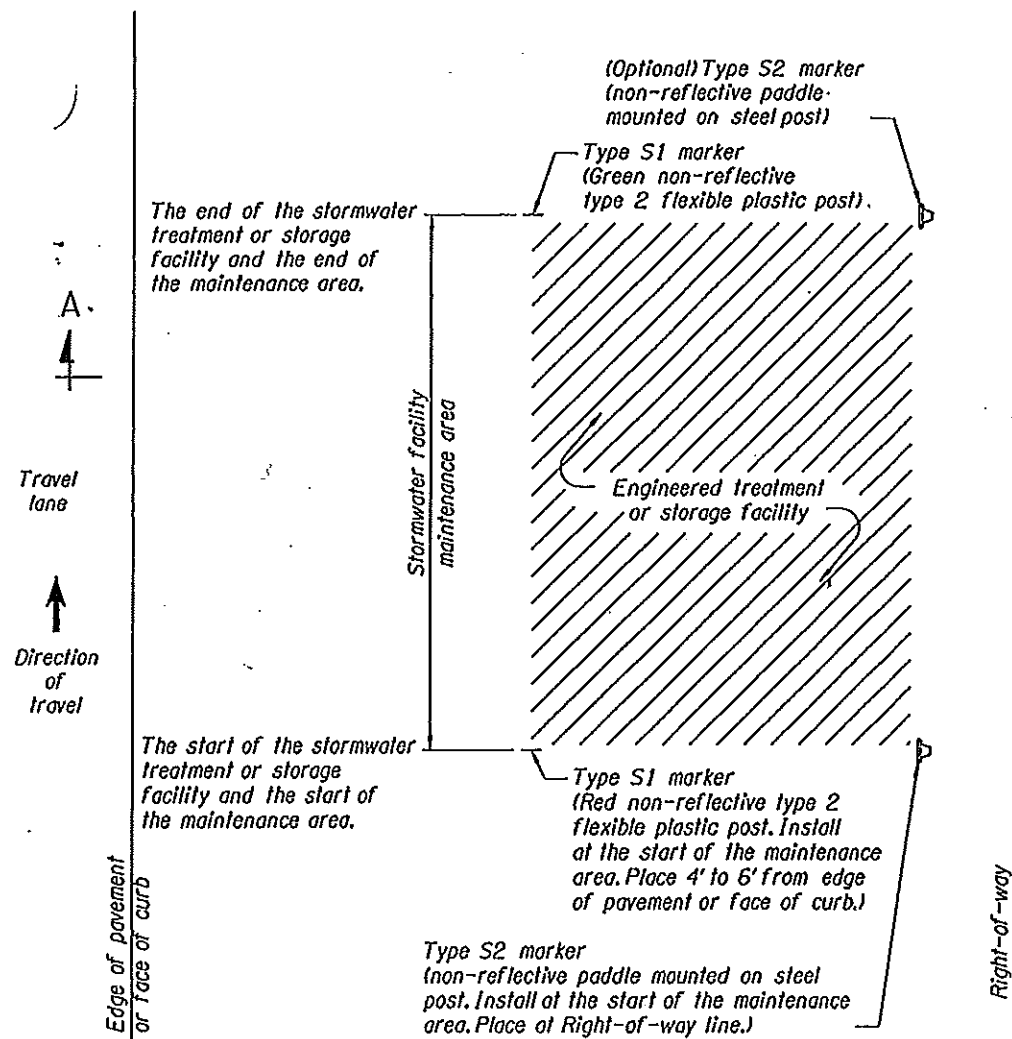 (Optional) Type S2 marker
(non-reflective paddle
mounted on steel post)
Type S1 marker
(Green non-reflective
type 2 flexible plastic post).
The end of the stormwater
treatment or storage
facility and the end of
the maintenance area.
A
Travel
lane
Stormwater facility
maintenance area
Engineered treatment
or storage facility
Direction
of
travel
The start of the stormwater
treatment or storage
facility and the start of
the maintenance area.
Type S1 marker
(Red non-reflective type 2
flexible plastic post. Install
at the start of the maintenance
area. Place 4' to 6' from edge
of pavement or face of curb.)
Edge of pavement
or face of curb
Type S2 marker
(non-reflective paddle mounted on steel
post. Install at the start of the maintenance
area. Place at Right-of-way line.)
Right-of-way